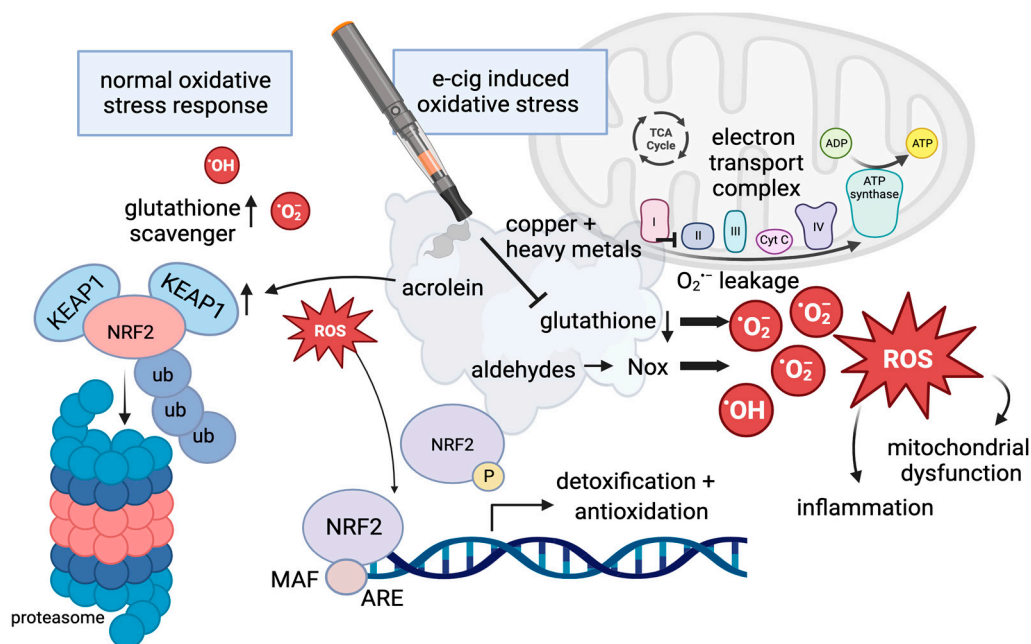 normal oxidative
stress response
e-cig induced
oxidative stress
•OH
glutathione
scavenger
•O₂⁻
KEAP1
KEAP1
NRF2
ub
ub
ub
proteasome
acrolein
ROS
copper +
heavy metals
glutathione
aldehydes
Nox
TCA
Cycle
electron
transport
complex
ADP
ATP
ATP
synthase
I
II
III
Cyt C
IV
O₂•⁻ leakage
•O₂⁻
•O₂⁻
•O₂⁻
•OH
ROS
mitochondrial
dysfunction
inflammation
NRF2
P
detoxification +
antioxidation
NRF2
MAF
ARE